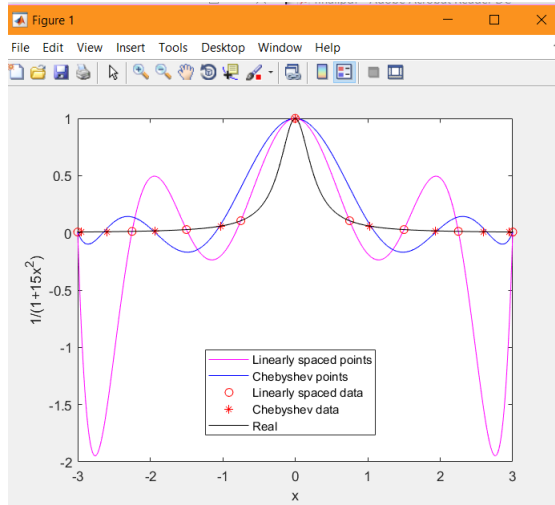 Figure 1
File Edit View Insert Tools Desktop Window Help
1
0.5
0
-0.5
-1
-1.5
-2
1/(1+15x²)
-3 -2 -1 0 1 2 3
x
Linearly spaced points
Chebyshev points
Linearly spaced data
Chebyshev data
Real